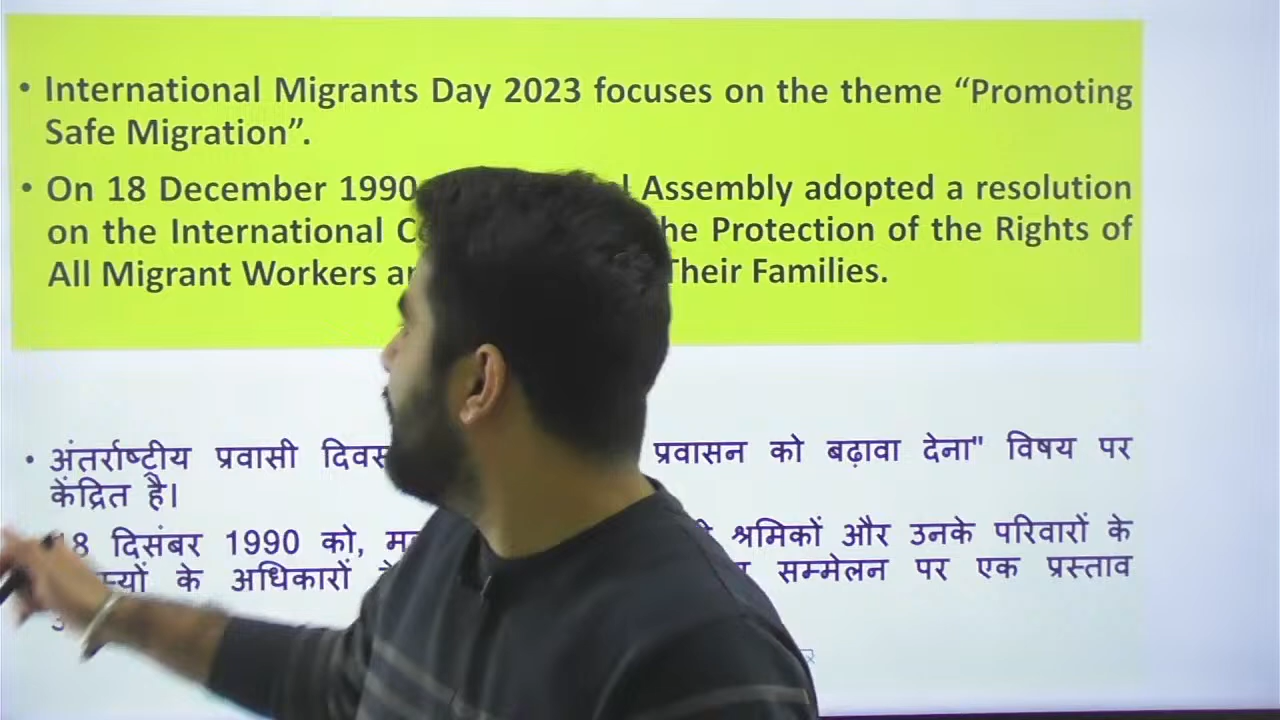 • International Migrants Day 2023 focuses on the theme “Promoting
Safe Migration”.
• On 18 December 1990 Assembly adopted a resolution
on the International the Protection of the Rights of
All Migrant Workers Their Families.
• अंतर्राष्ट्रीय प्रवासी दिवस प्रवासन को बढ़ावा देना" विषय पर
केंद्रित है।
18 दिसंबर 1990 को, श्रमिकों और उनके परिवारों के
के अधिकारों सम्मेलन पर एक प्रस्ताव